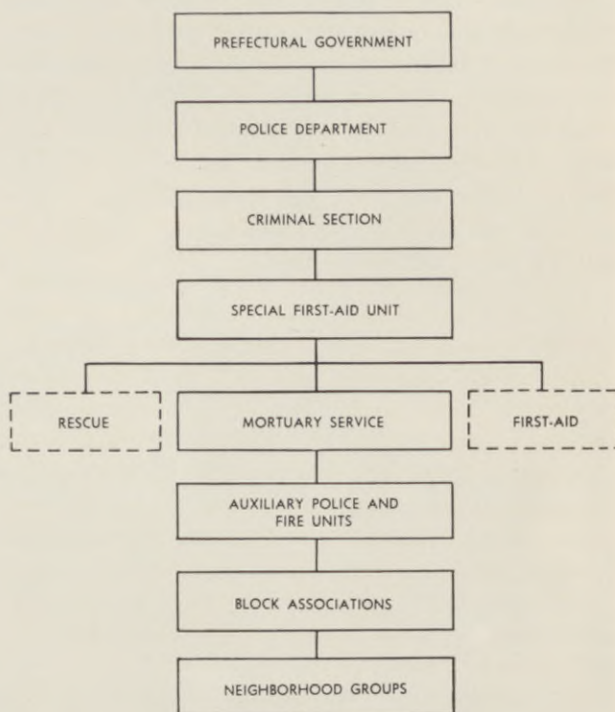 PREFECTURAL GOVERNMENT
POLICE DEPARTMENT
CRIMINAL SECTION
SPECIAL FIRST-AID UNIT
RESCUE
MORTUARY SERVICE
FIRST-AID
AUXILIARY POLICE AND
FIRE UNITS
BLOCK ASSOCIATIONS
NEIGHBORHOOD GROUPS